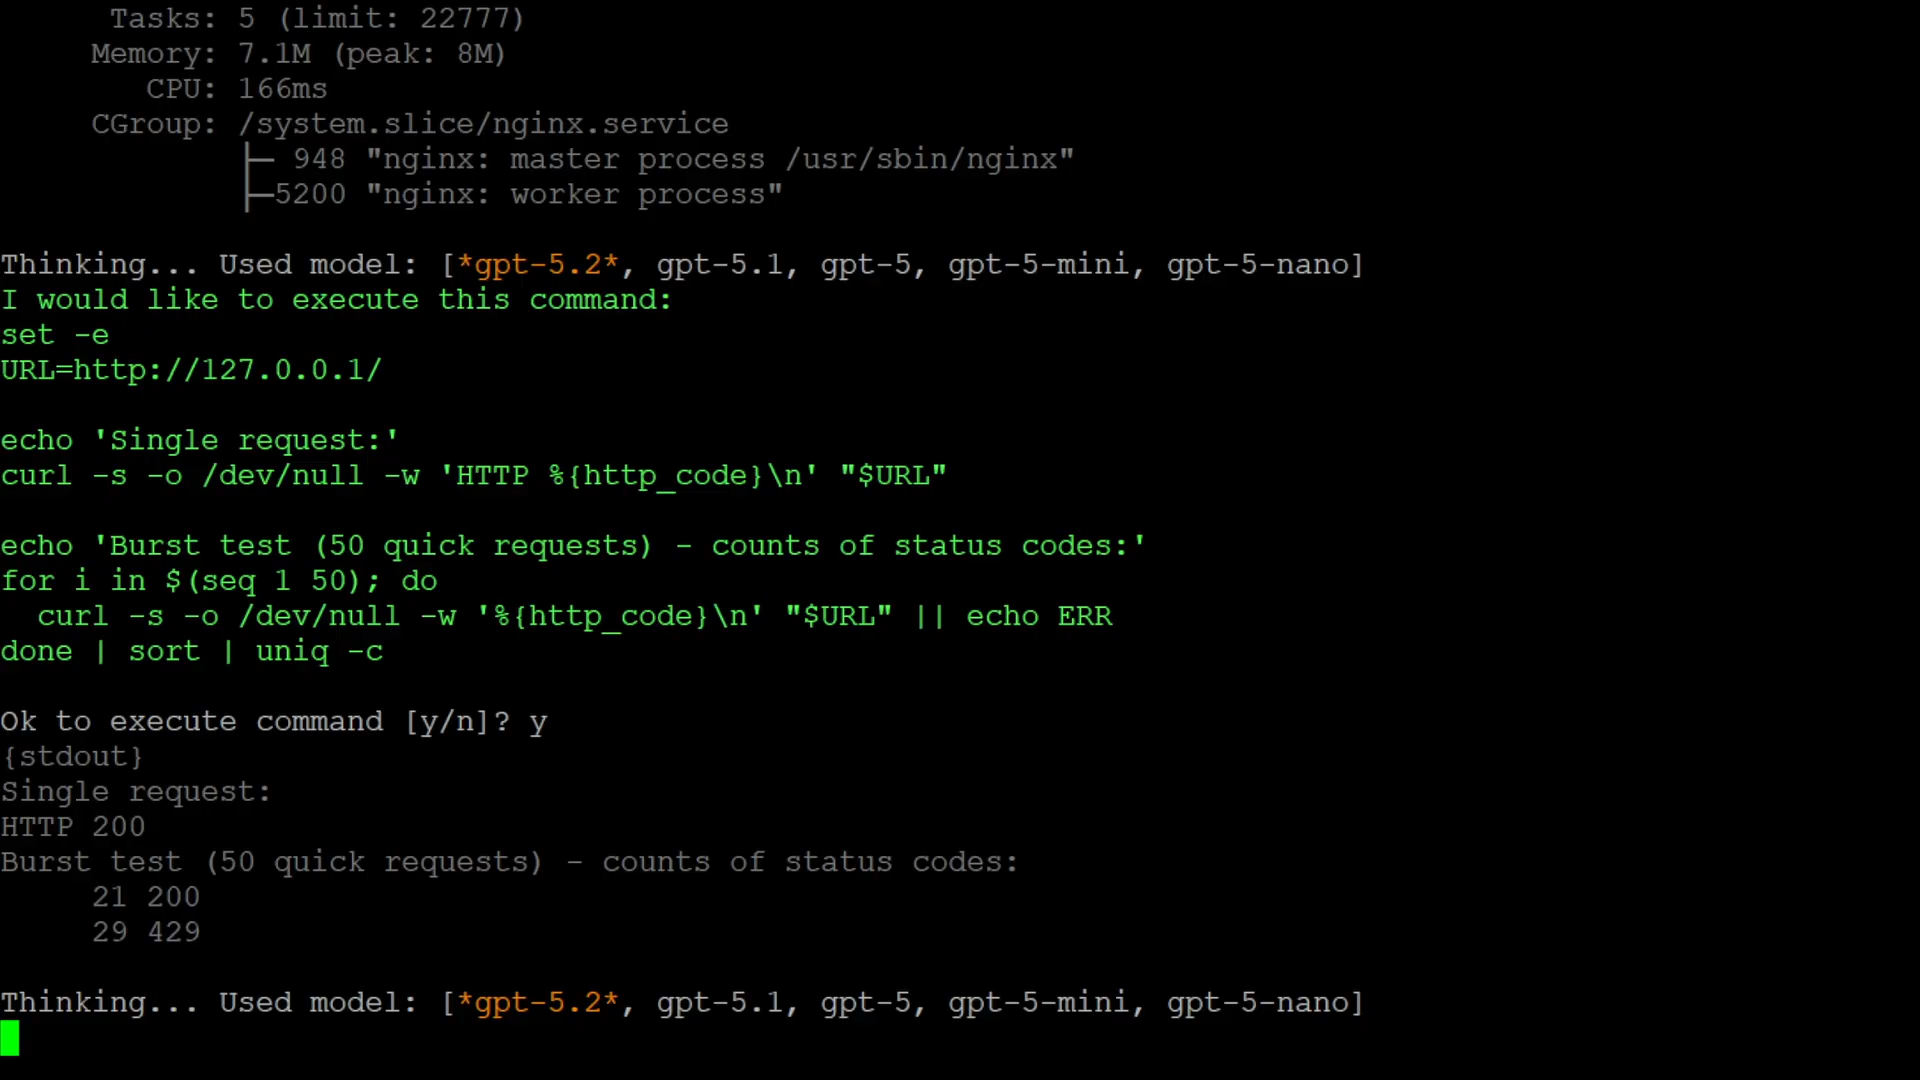 Tasks: 5 (limit: 22777)
Memory: 7.1M (peak: 8M)
CPU: 166ms
CGroup: /system.slice/nginx.service
├─ 948 "nginx: master process /usr/sbin/nginx"
├─5200 "nginx: worker process"
Thinking... Used model: [*gpt-5.2*, gpt-5.1, gpt-5, gpt-5-mini, gpt-5-nano]
I would like to execute this command:
set -e
URL=http://127.0.0.1/
echo 'Single request:'
curl -s -o /dev/null -w 'HTTP %{http_code}\n' "$URL"
echo 'Burst test (50 quick requests) - counts of status codes:'
for i in $(seq 1 50); do
  curl -s -o /dev/null -w '%{http_code}\n' "$URL" || echo ERR
done | sort | uniq -c
Ok to execute command [y/n]? y
{stdout}
Single request:
HTTP 200
Burst test (50 quick requests) - counts of status codes:
21 200
29 429
Thinking... Used model: [*gpt-5.2*, gpt-5.1, gpt-5, gpt-5-mini, gpt-5-nano]